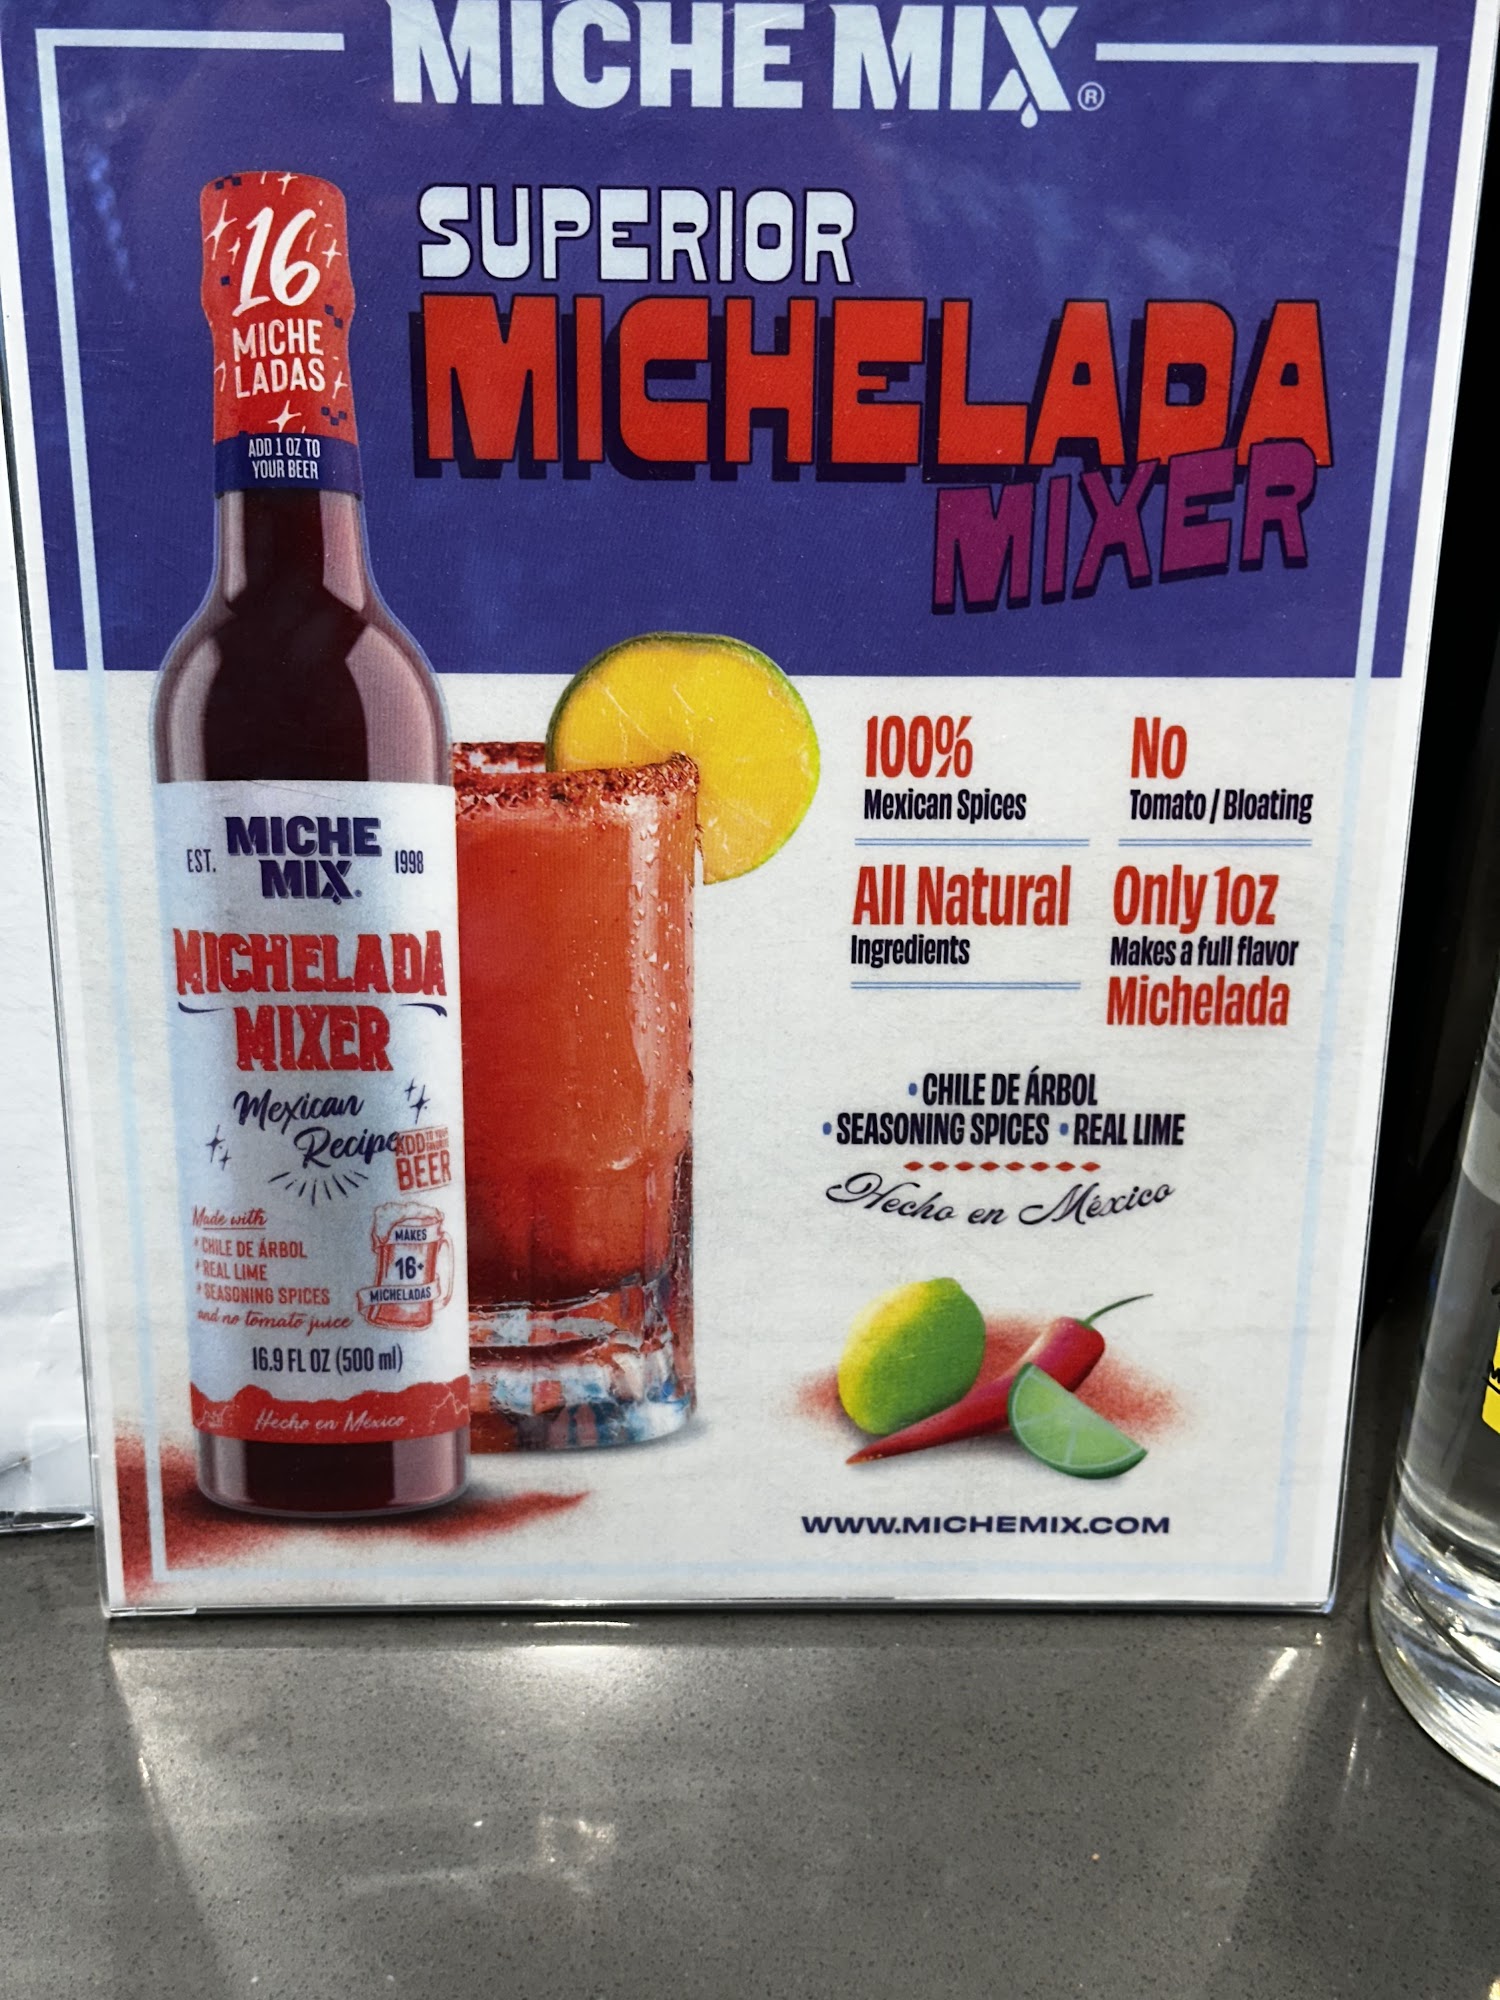 MICHE MIX®
SUPERIOR
MICHELADA
MIXER
16
MICHE
LADAS
ADD 1 OZ TO
YOUR BEER
EST. MICHE MIX® 1998
MICHELADA
MIXER
Mexican
Recipe
ADD TO YOUR
BEER
Made with
* CHILE DE ÁRBOL
* REAL LIME
* SEASONING SPICES
and no tomato juice
MAKES
16+
MICHELADAS
16.9 FL OZ (500 ml)
Hecho en México
100%
Mexican Spices
No
Tomato / Bloating
All Natural
Ingredients
Only 1oz
Makes a full flavor
Michelada
• CHILE DE ÁRBOL
• SEASONING SPICES • REAL LIME
Hecho en México
WWW.MICHEMIX.COM